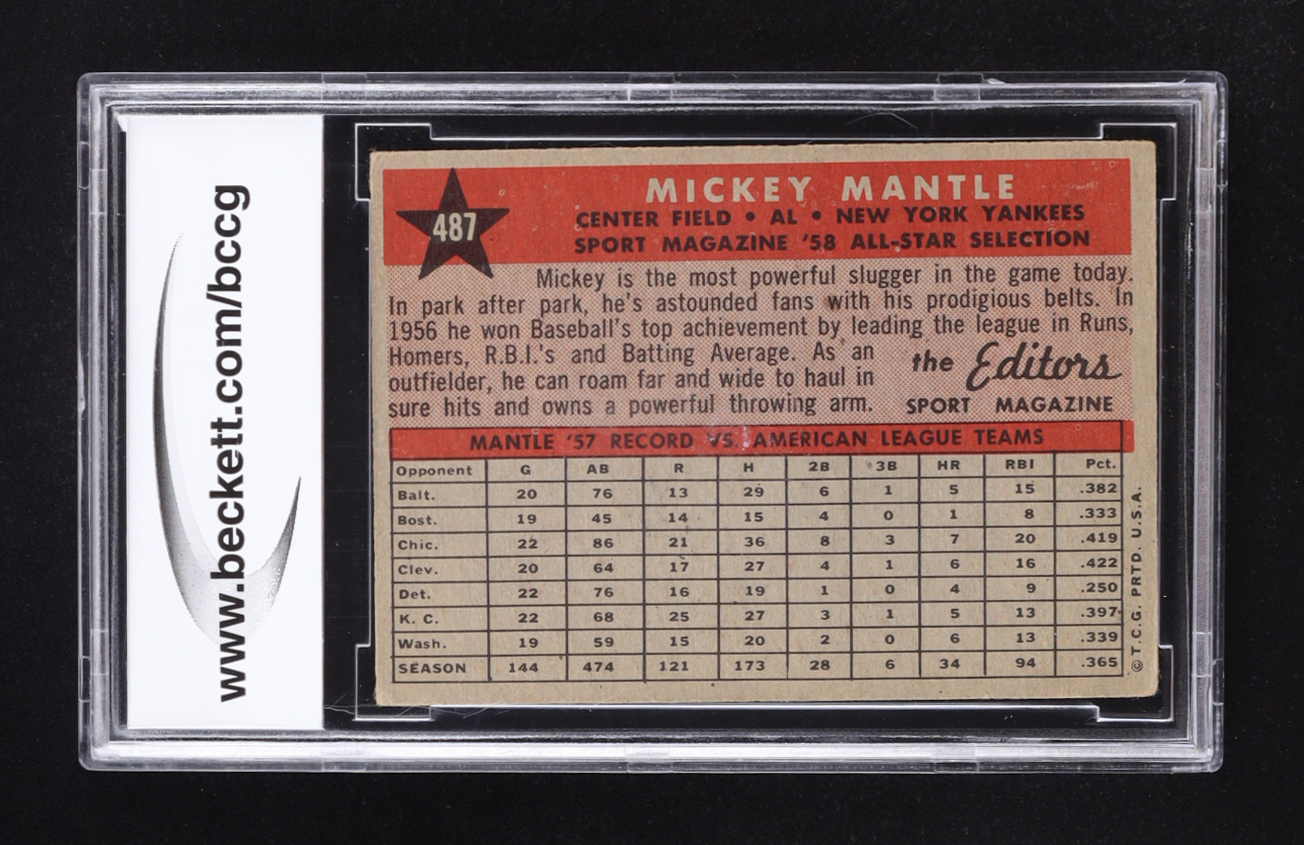 www.beckett.com/bccg
487
MICKEY MANTLE
CENTER FIELD • AL • NEW YORK YANKEES
SPORT MAGAZINE '58 ALL-STAR SELECTION
Mickey is the most powerful slugger in the game today.
In park after park, he's astounded fans with his prodigious belts. In
1956 he won Baseball's top achievement by leading the league in Runs,
Homers, R.B.I.'s and Batting Average. As an
outfielder, he can roam far and wide to haul in
sure hits and owns a powerful throwing arm.
the Editors
SPORT MAGAZINE
MANTLE '57 RECORD VS. AMERICAN LEAGUE TEAMS
Opponent G AB R H 2B 3B HR RBI Pct.
Balt. 20 76 13 29 6 1 5 15 .382
Bost. 19 45 14 15 4 0 1 8 .333
Chic. 22 86 21 36 8 3 7 20 .419
Clev. 20 64 17 27 4 1 6 16 .422
Det. 22 76 16 19 1 0 4 9 .250
K. C. 22 68 25 27 3 1 5 13 .397
Wash. 19 59 15 20 2 0 6 13 .339
SEASON 144 474 121 173 28 6 34 94 .365
© T.C.G. PRTD. U.S.A.